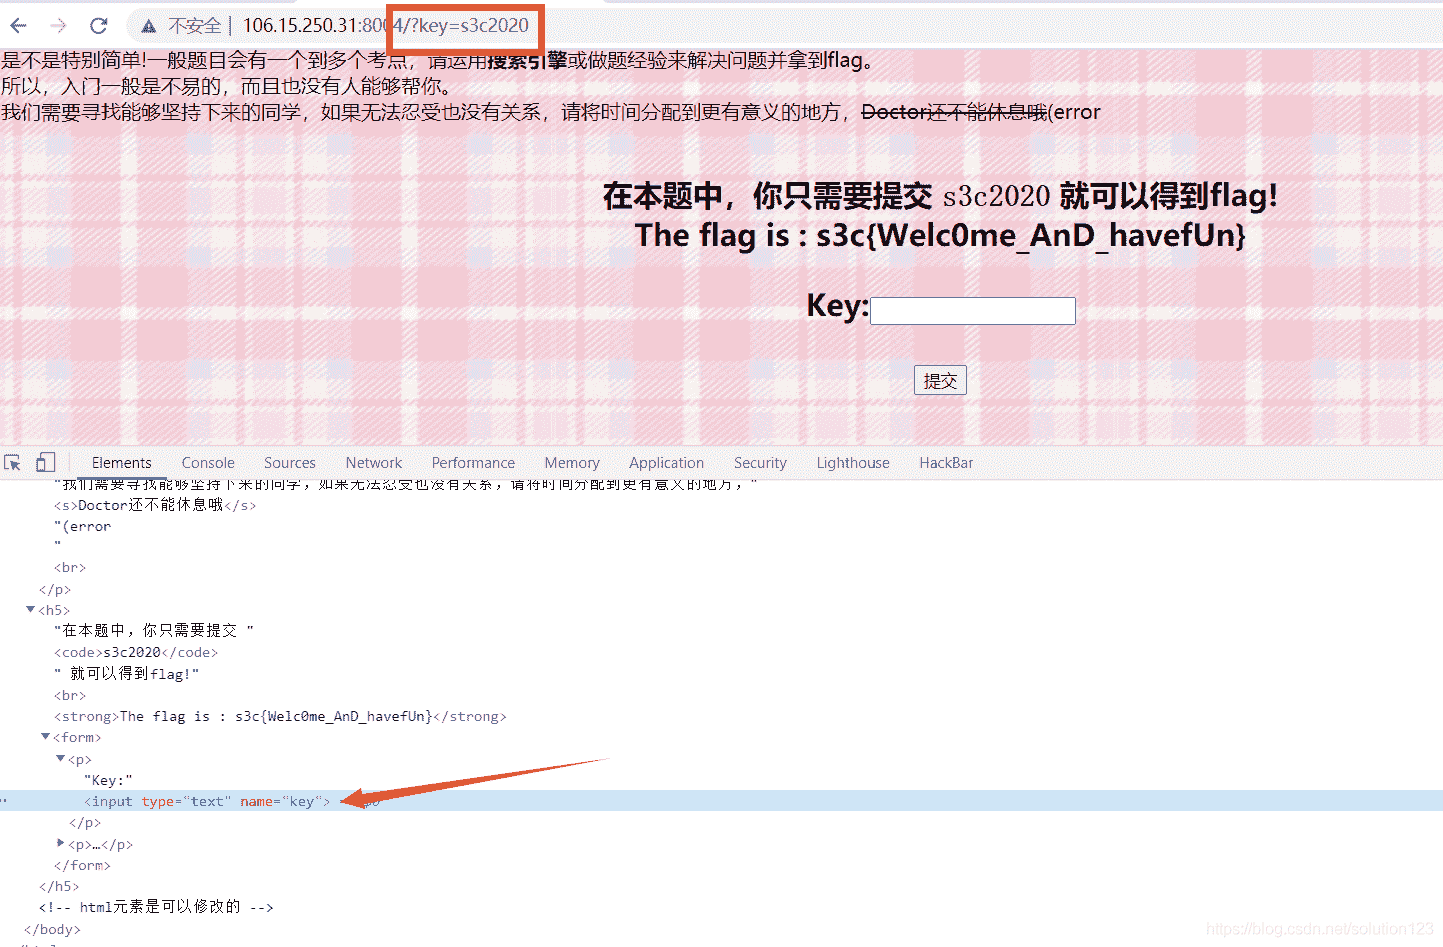 不安全 | 106.15.250.31:8004/?key=s3c2020
是不是特别简单!一般题目会有一个到多个考点，请运用搜索引擎或做题经验来解决问题并拿到flag。
所以，入门一般是不易的，而且也没有人能够帮你。
我们需要寻找能够坚持下来的同学，如果无法忍受也没有关系，请将时间分配到更有意义的地方，Doctor还不能休息哦(error
在本题中，你只需要提交 s3c2020 就可以得到flag!
The flag is : s3c{Welc0me_AnD_havefUn}
Key:
提交
Elements Console Sources Network Performance Memory Application Security Lighthouse HackBar
"我们需要寻找能够坚持下来的同学，如果无法忍受也没有关系，请将时间分配到更有意义的地方，"
<s>Doctor还不能休息哦</s>
"(error
"
<br>
</p>
<h5>
"在本题中，你只需要提交 "
<code>s3c2020</code>
" 就可以得到flag!"
<br>
<strong>The flag is : s3c{Welc0me_AnD_havefUn}</strong>
<form>
<p>
"Key:"
<input type="text" name="key">
</p>
<p>…</p>
</form>
</h5>
<!-- html元素是可以修改的 -->
</body>
https://blog.csdn.net/solution123